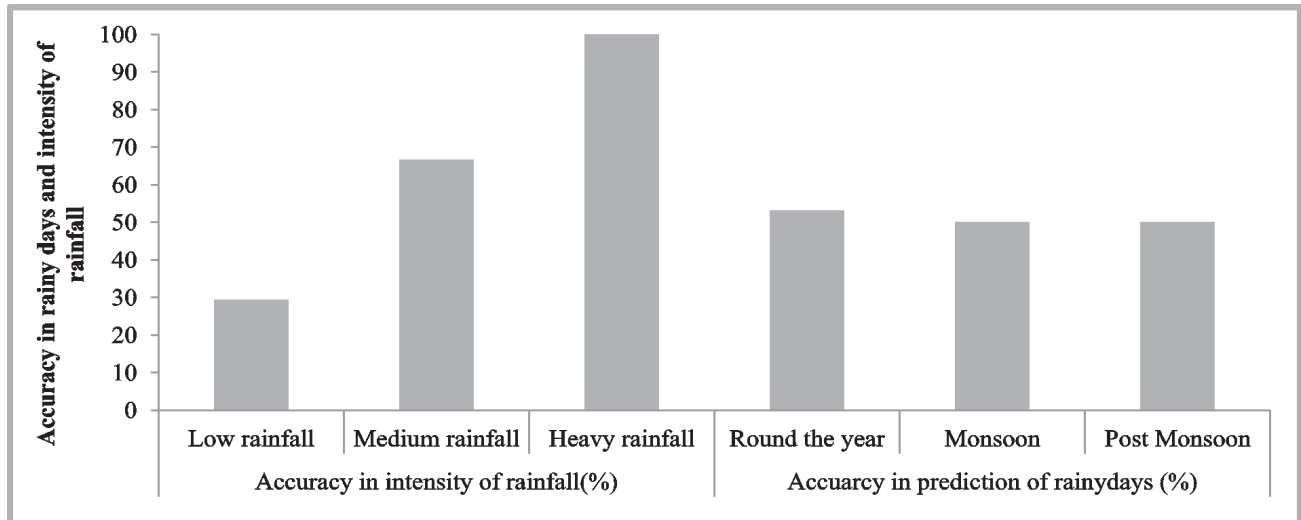 Accuracy in rainy days and intensity of
rainfall
100
90
80
70
60
50
40
30
20
10
0
Low rainfall
Medium rainfall
Heavy rainfall
Round the year
Monsoon
Post Monsoon
Accuracy in intensity of rainfall(%)
Accuarcy in prediction of rainydays (%)